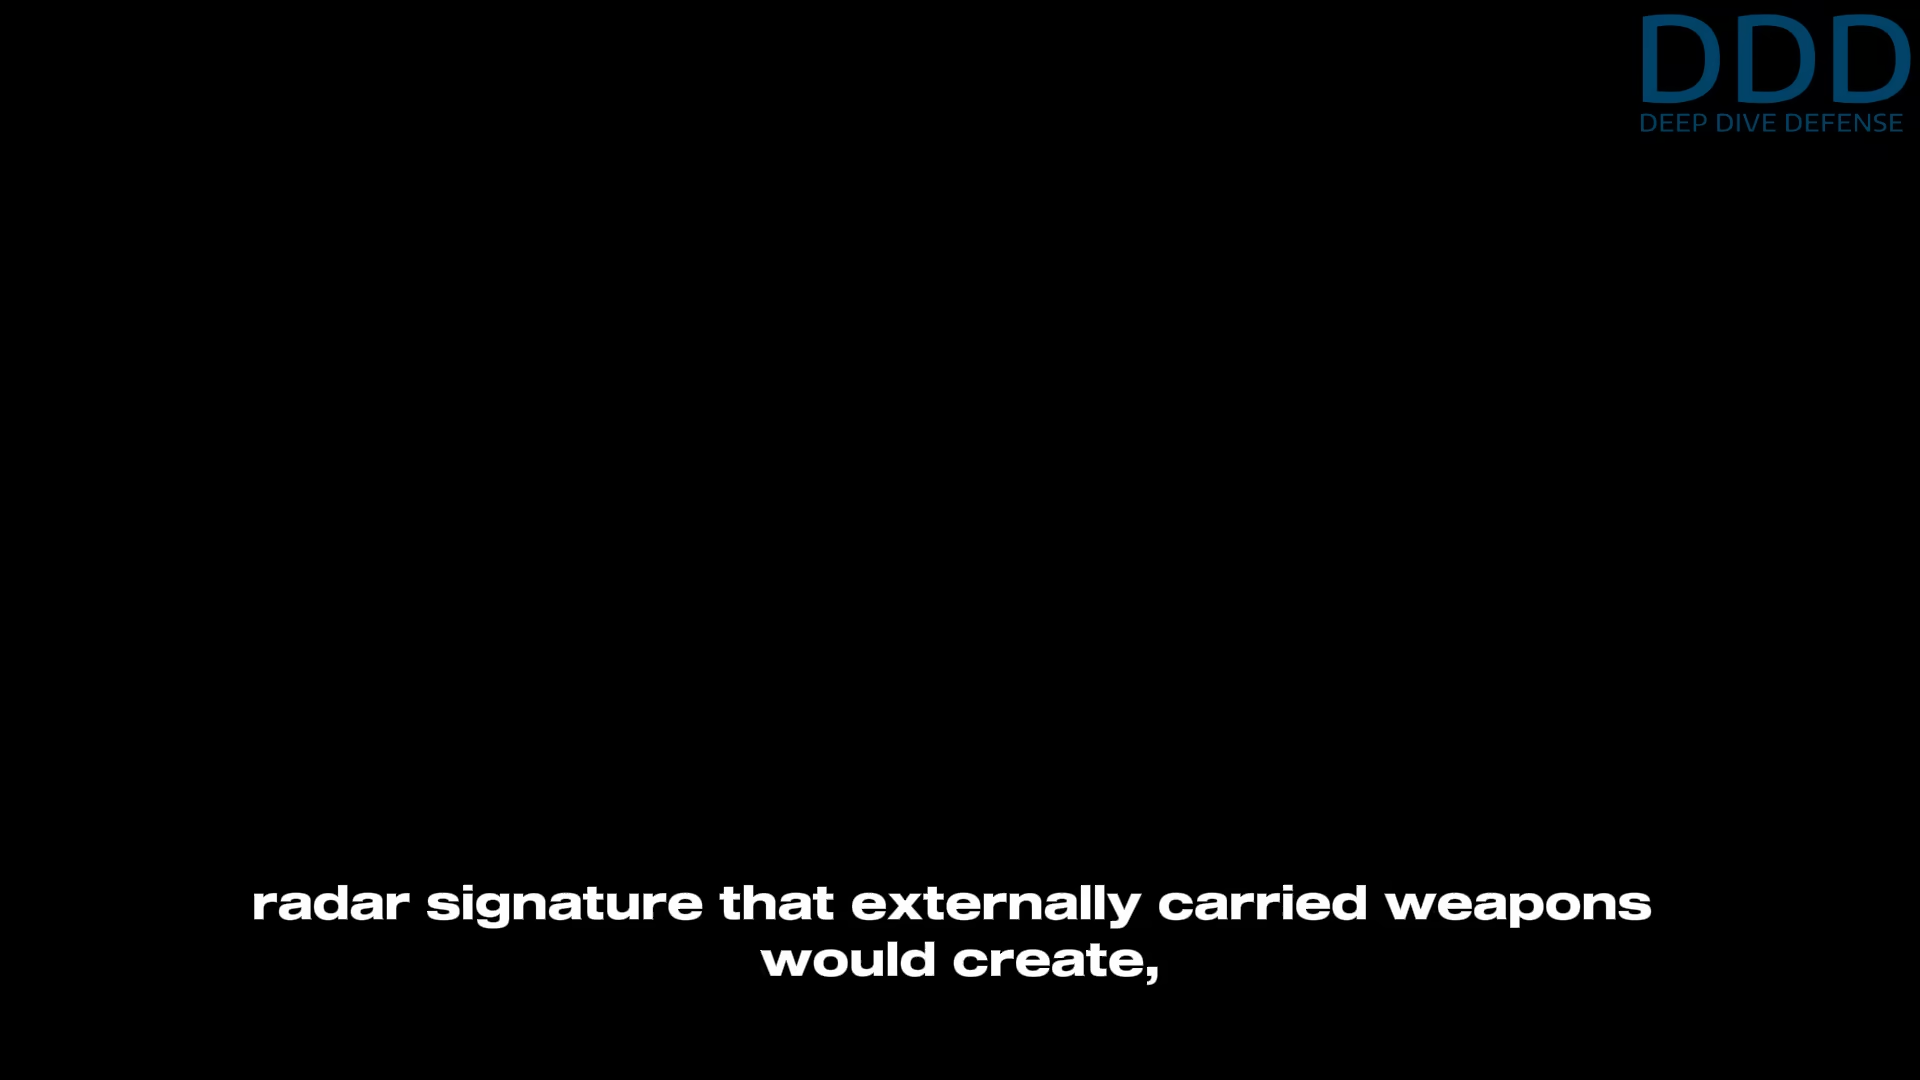 DDD
DEEP DIVE DEFENSE
radar signature that externally carried weapons
would create,